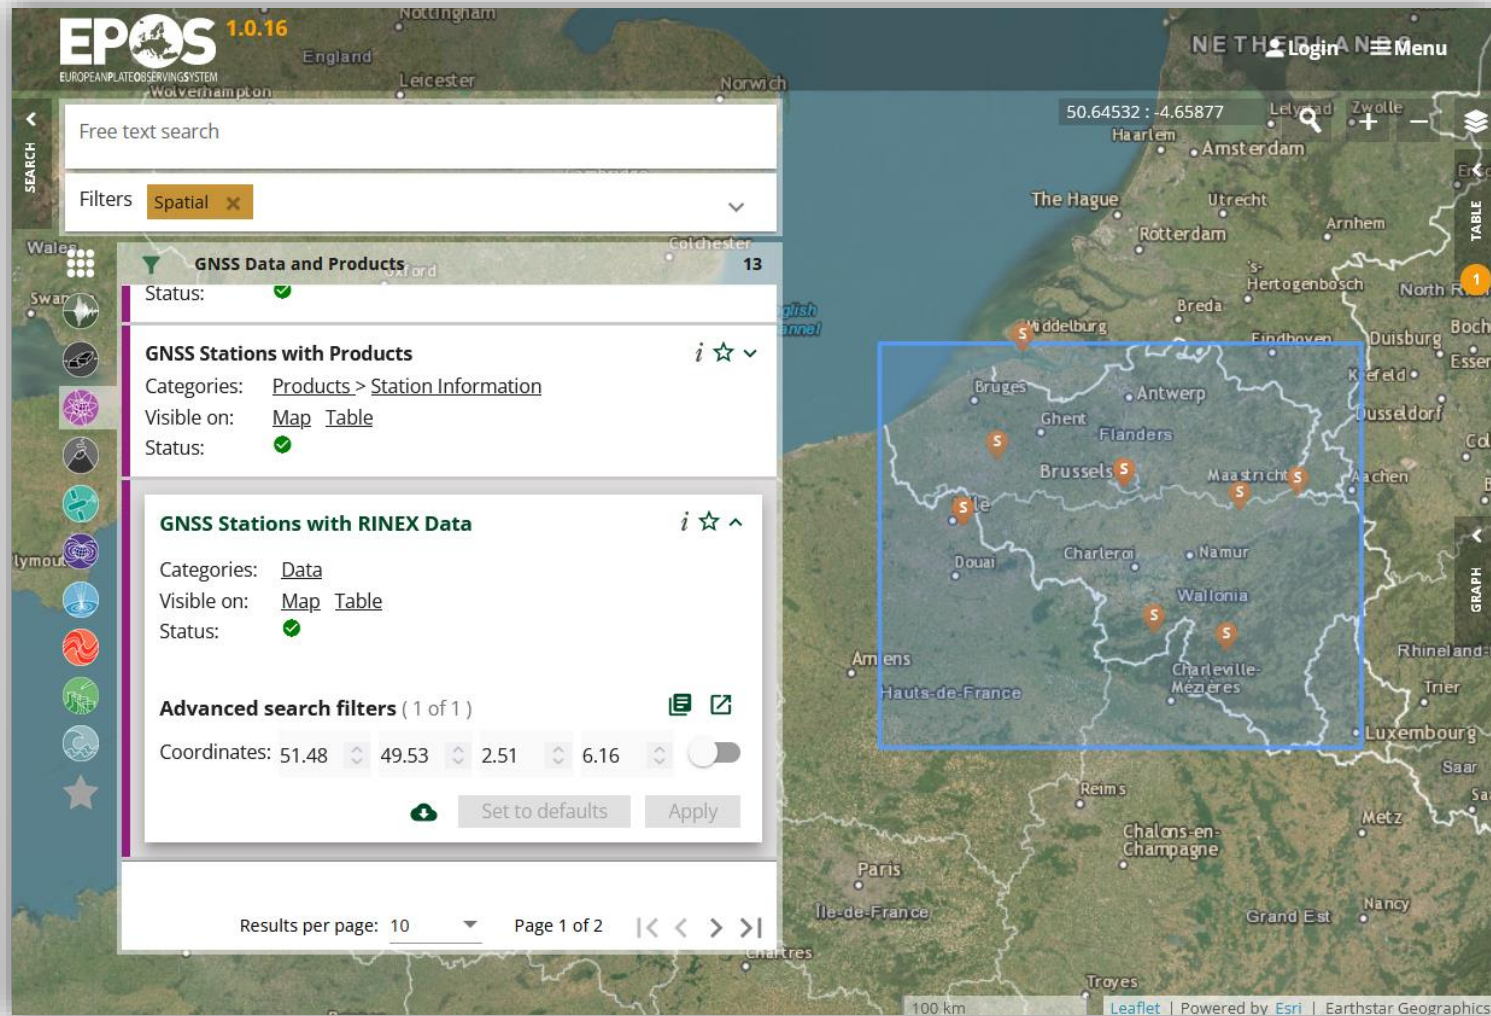 EPOS 1.0.16
EUROPEANPLATEOBSERVINGSYSTEM
Login
Menu
SEARCH
Free text search
Filters Spatial
GNSS Data and Products 13
Status:
GNSS Stations with Products
Categories: Products > Station Information
Visible on: Map Table
Status:
GNSS Stations with RINEX Data
Categories: Data
Visible on: Map Table
Status:
Advanced search filters ( 1 of 1 )
Coordinates: 51.48 49.53 2.51 6.16
Set to defaults Apply
Results per page: 10 Page 1 of 2
50.64532 : -4.65877
TABLE
1
GRAPH
Nottingham
England
Leicester
Norwich
Wolverhampton
Wales
Colchester
Oxford
NETHERLANDS
Lelystad
Zwolle
Haarlem
Amsterdam
The Hague
Utrecht
Arnhem
Rotterdam
's-
Hertogenbosch
Breda
Middelburg
Eindhoven
Duisburg
Krefeld
Dusseldorf
Bruges
Antwerp
Ghent
Flanders
Brussels
Maastricht
Aachen
Douai
Charleroi
Namur
Wallonia
Amiens
Hauts-de-France
Charleville-
Mézières
Trier
Luxembourg
Saar
Reims
Metz
Chalons-en-
Champagne
Paris
Île-de-France
Nancy
Grand Est
Troyes
S
S
S
S
S
S
S
S
100 km
Leaflet | Powered by Esri | Earthstar Geographics